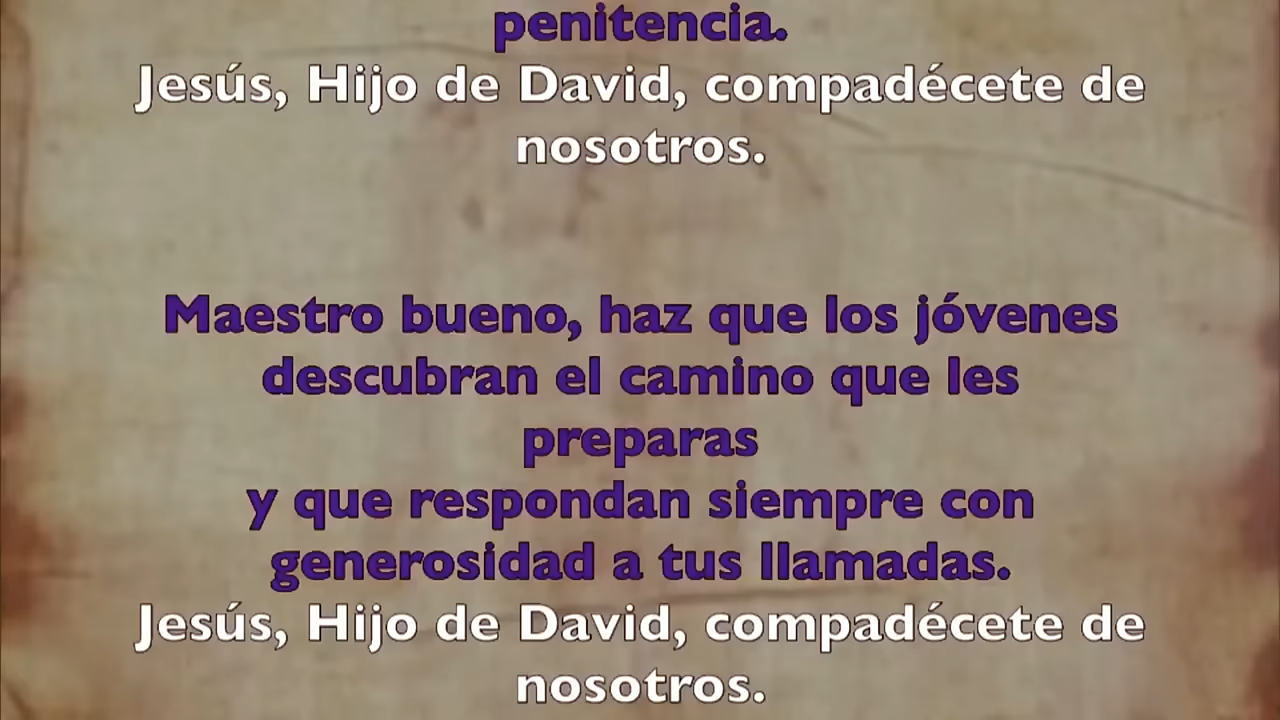 penitencia.
Jesús, Hijo de David, compadécete de
nosotros.
Maestro bueno, haz que los jóvenes
descubran el camino que les
preparas
y que respondan siempre con
generosidad a tus llamadas.
Jesús, Hijo de David, compadécete de
nosotros.